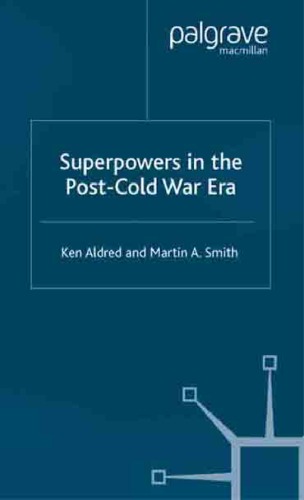 palgrave
macmillan
Superpowers in the
Post-Cold War Era
Ken Aldred and Martin A. Smith